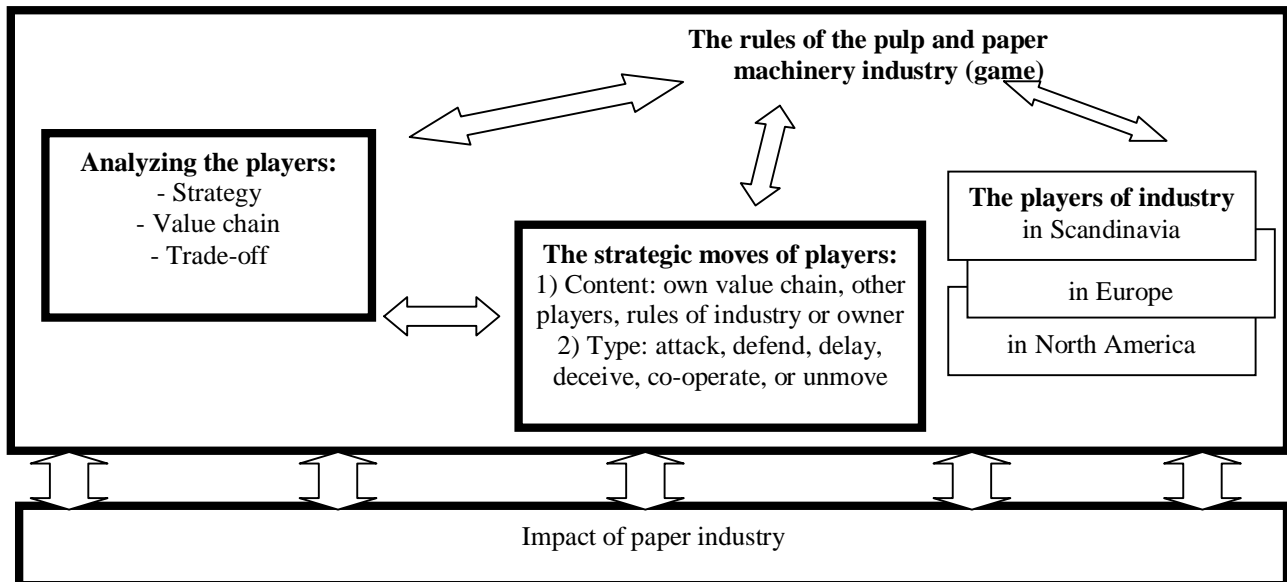 The rules of the pulp and paper
machinery industry (game)
Analyzing the players:
- Strategy
- Value chain
- Trade-off
The strategic moves of players:
1) Content: own value chain, other
players, rules of industry or owner
2) Type: attack, defend, delay,
deceive, co-operate, or unmove
The players of industry
in Scandinavia
in Europe
in North America
Impact of paper industry